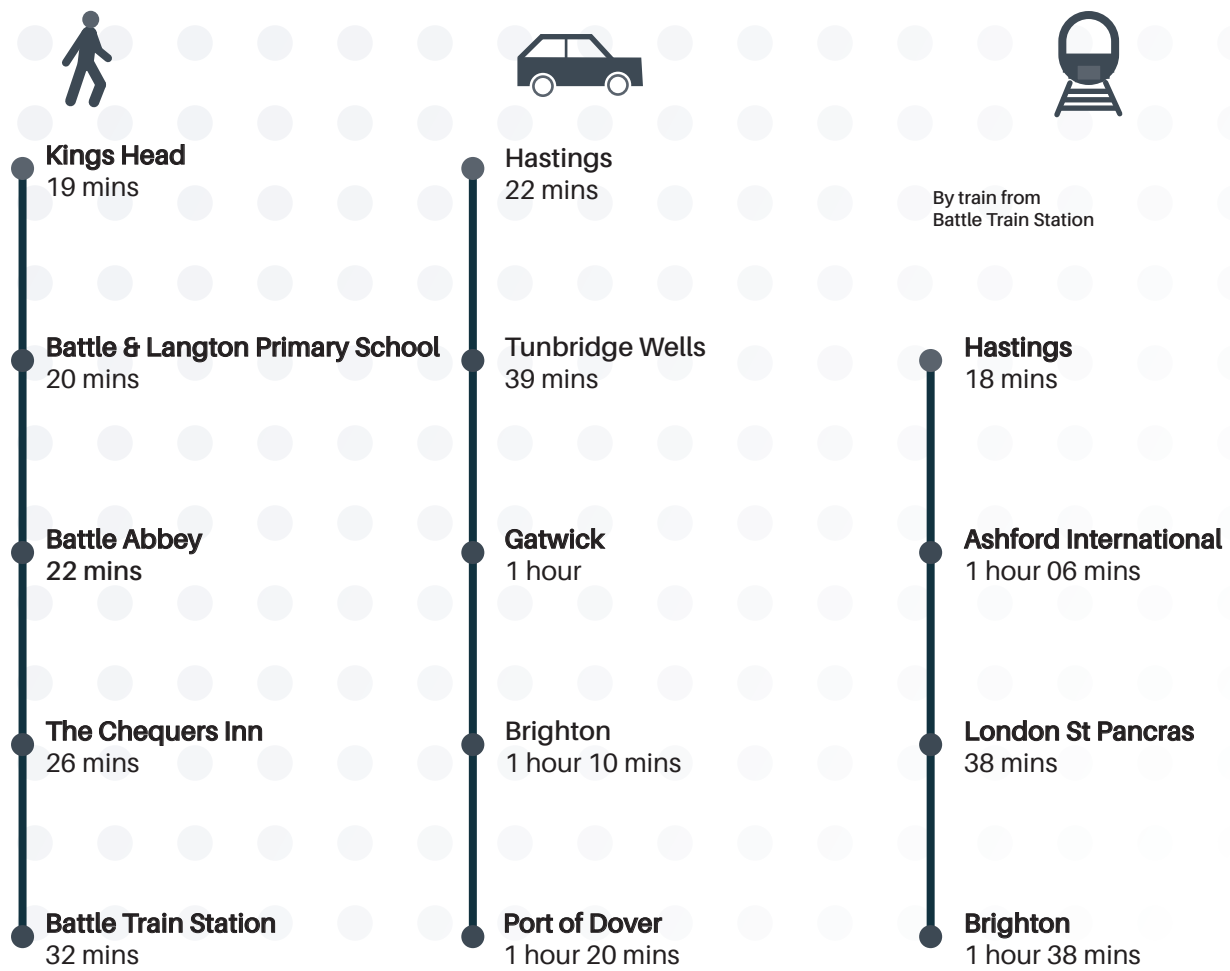 Kings Head
19 mins
Battle & Langton Primary School
20 mins
Battle Abbey
22 mins
The Chequers Inn
26 mins
Battle Train Station
32 mins
Hastings
22 mins
Tunbridge Wells
39 mins
Gatwick
1 hour
Brighton
1 hour 10 mins
Port of Dover
1 hour 20 mins
By train from
Battle Train Station
Hastings
18 mins
Ashford International
1 hour 06 mins
London St Pancras
38 mins
Brighton
1 hour 38 mins